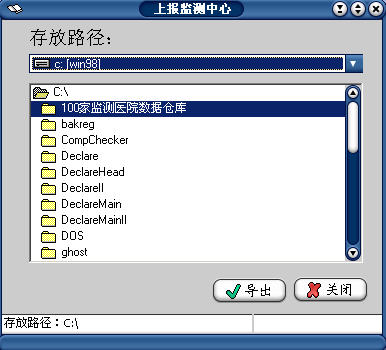 上报监测中心
存放路径：
c: [win98]
C:\
100家监测医院数据仓库
bakreg
CompChecker
Declare
DeclareHead
DeclareII
DeclareMain
DeclareMainII
DOS
ghost
导出
关闭
存放路径：C:\